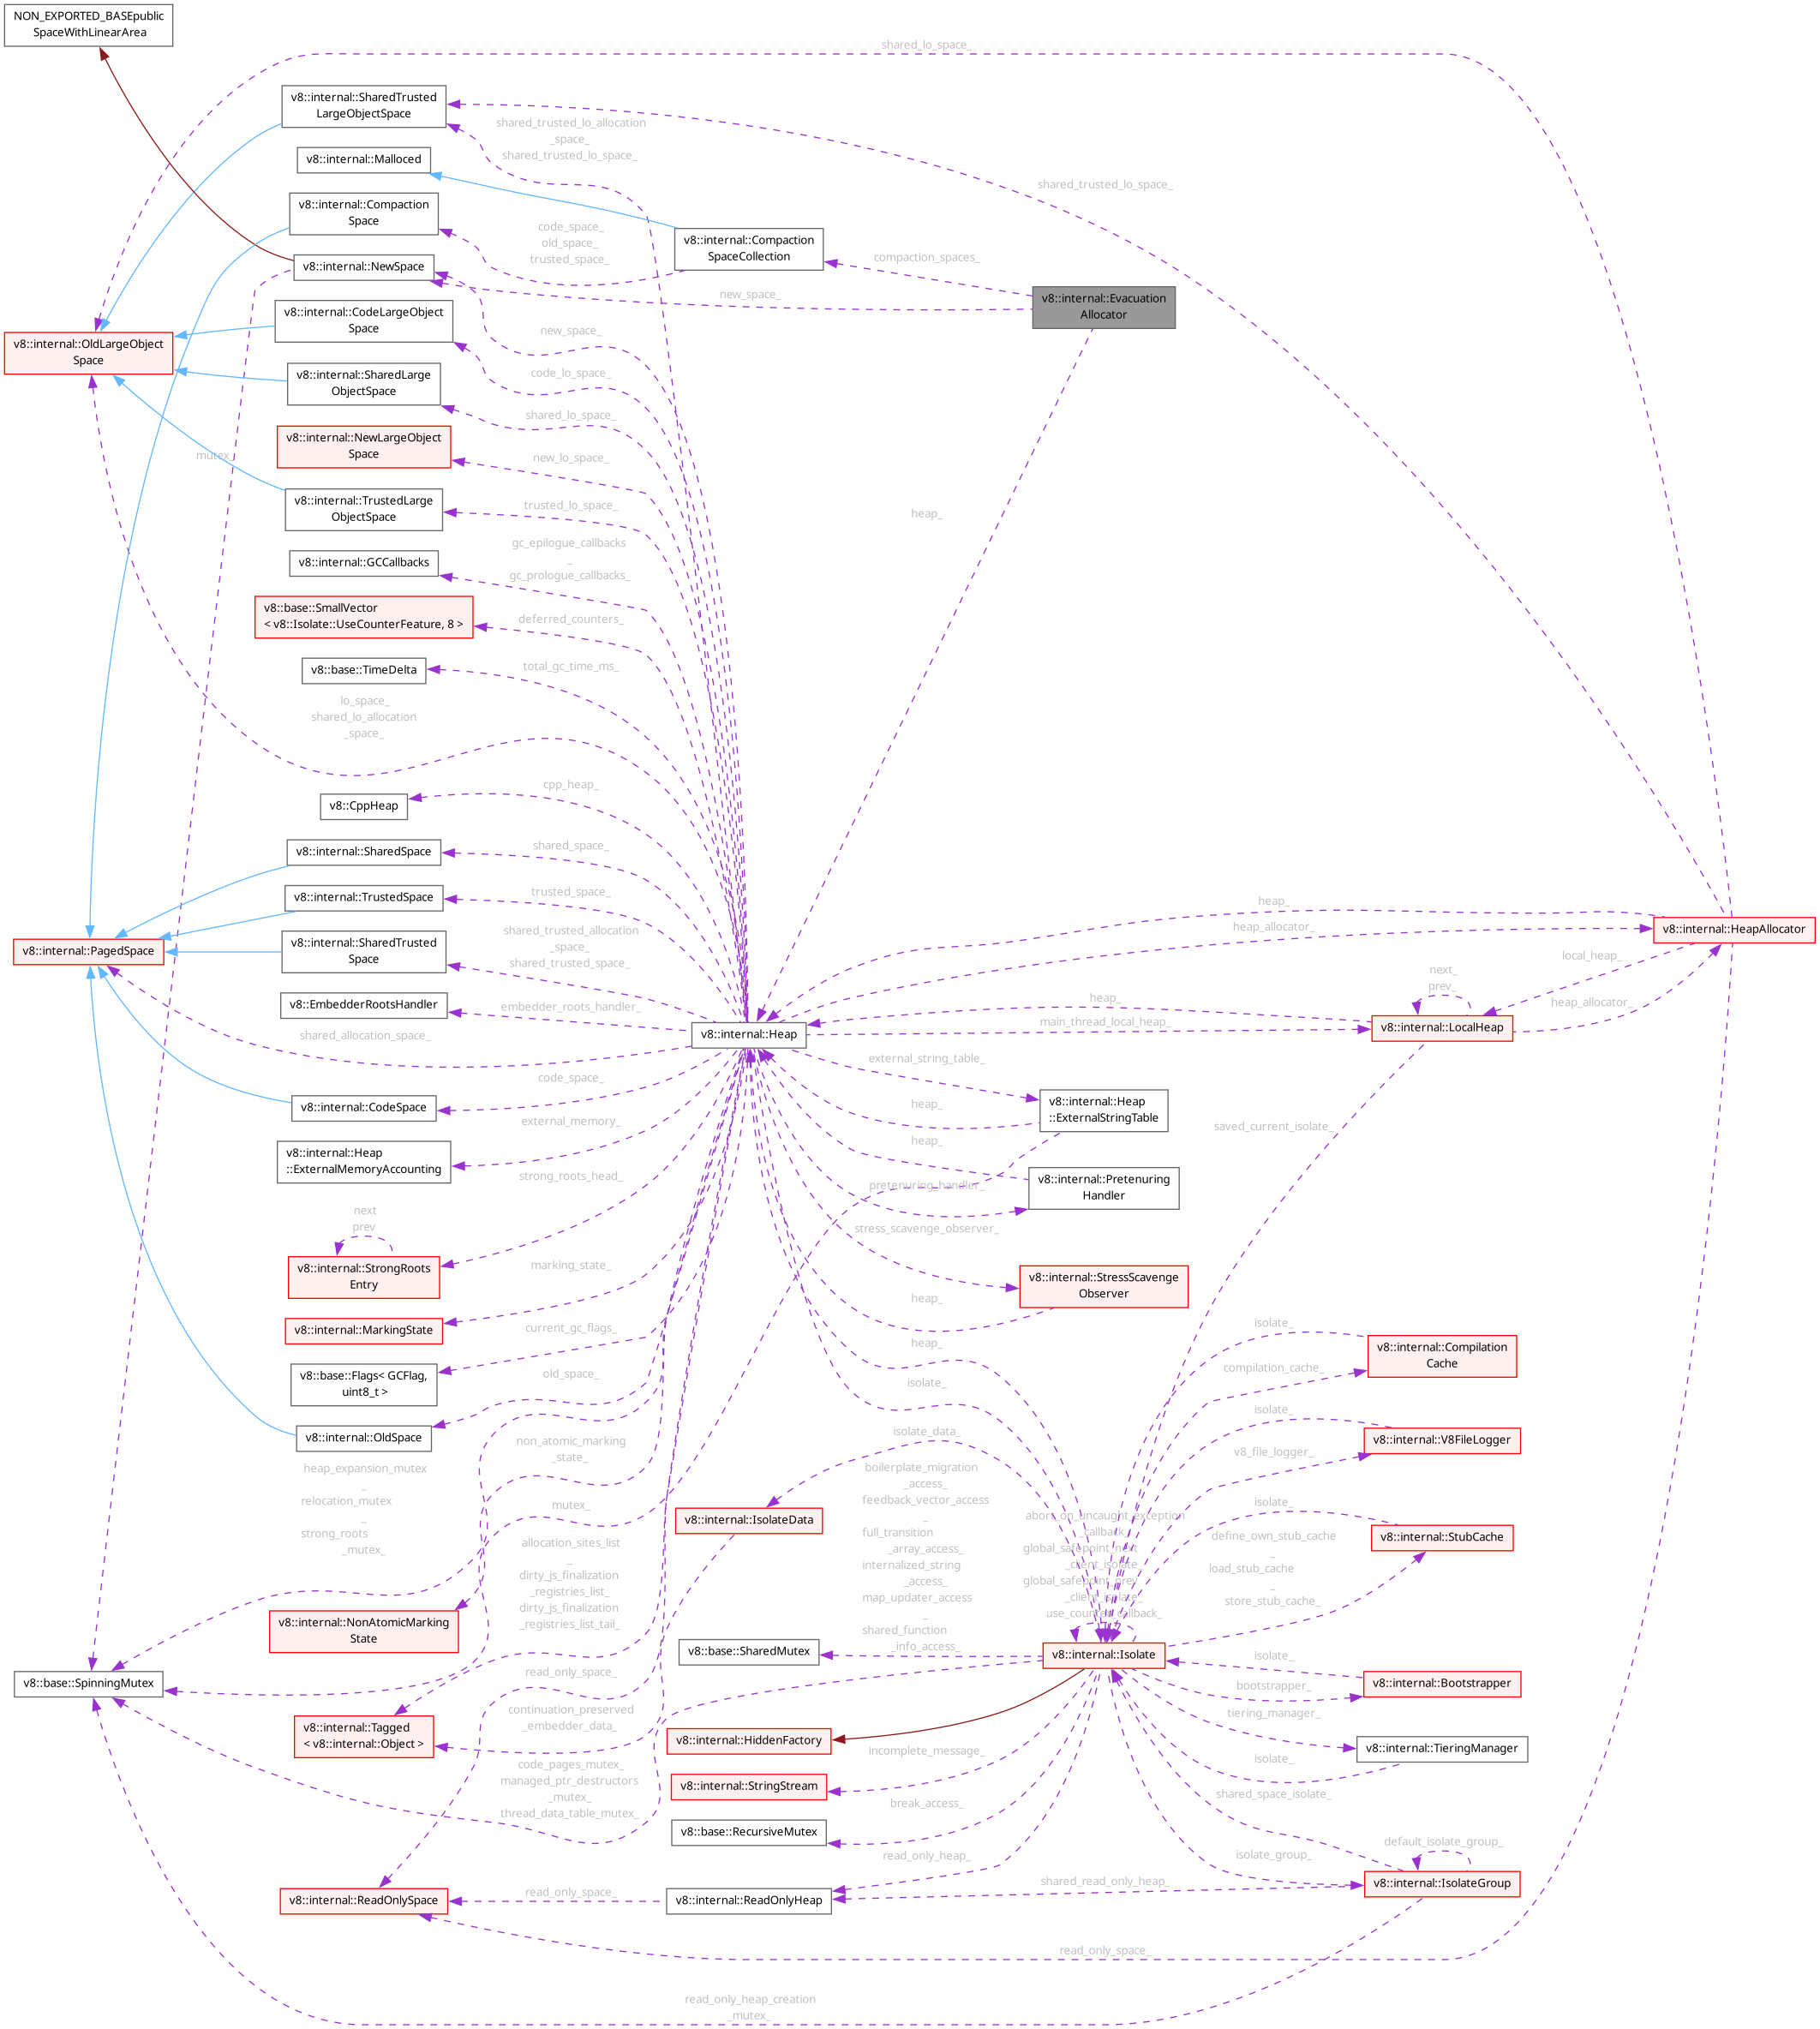 NON_EXPORTED_BASEpublic
SpaceWithLinearArea
shared_lo_space_
v8::internal::SharedTrusted
LargeObjectSpace
shared_trusted_lo_allocation
_space_
shared_trusted_lo_space_
v8::internal::Malloced
shared_trusted_lo_space_
v8::internal::Compaction
Space
code_space_
old_space_
trusted_space_
v8::internal::Compaction
SpaceCollection
compaction_spaces_
v8::internal::NewSpace
new_space_
v8::internal::Evacuation
Allocator
v8::internal::CodeLargeObject
Space
new_space_
v8::internal::OldLargeObject
Space
v8::internal::SharedLarge
ObjectSpace
code_lo_space_
shared_lo_space_
v8::internal::NewLargeObject
Space
mutex_
new_lo_space_
v8::internal::TrustedLarge
ObjectSpace
trusted_lo_space_
heap_
v8::internal::GCCallbacks
gc_epilogue_callbacks
_
gc_prologue_callbacks_
v8::base::SmallVector
< v8::Isolate::UseCounterFeature, 8 >
deferred_counters_
v8::base::TimeDelta
total_gc_time_ms_
lo_space_
shared_lo_allocation
_space_
v8::CppHeap
cpp_heap_
v8::internal::SharedSpace
shared_space_
v8::internal::TrustedSpace
trusted_space_
heap_
heap_allocator_
v8::internal::HeapAllocator
v8::internal::PagedSpace
v8::internal::SharedTrusted
Space
shared_trusted_allocation
_space_
shared_trusted_space_
local_heap_
next_
prev_
v8::EmbedderRootsHandler
embedder_roots_handler_
heap_
heap_allocator_
shared_allocation_space_
v8::internal::Heap
main_thread_local_heap_
v8::internal::LocalHeap
external_string_table_
code_space_
v8::internal::CodeSpace
v8::internal::Heap
::ExternalStringTable
heap_
external_memory_
v8::internal::Heap
::ExternalMemoryAccounting
heap_
saved_current_isolate_
strong_roots_head_
pretenuring_handler_
v8::internal::Pretenuring
Handler
next
prev
v8::internal::StrongRoots
Entry
stress_scavenge_observer_
marking_state_
v8::internal::StressScavenge
Observer
heap_
v8::internal::MarkingState
current_gc_flags_
heap_
isolate_
v8::internal::Compilation
Cache
v8::base::Flags< GCFlag,
uint8_t >
old_space_
isolate_
compilation_cache_
v8::internal::OldSpace
non_atomic_marking
_state_
isolate_data_
isolate_
v8_file_logger_
v8::internal::V8FileLogger
heap_expansion_mutex
_
relocation_mutex
_
strong_roots
_mutex_
mutex_
v8::internal::IsolateData
boilerplate_migration
_access_
feedback_vector_access
_
full_transition
_array_access_
internalized_string
_access_
map_updater_access
_
shared_function
_info_access_
abort_on_uncaught_exception
_callback_
global_safepoint_next
_client_isolate_
global_safepoint_prev
_client_isolate_
use_counter_callback_
isolate_
v8::internal::StubCache
define_own_stub_cache
_
load_stub_cache
_
store_stub_cache_
allocation_sites_list
_
dirty_js_finalization
_registries_list_
dirty_js_finalization
_registries_list_tail_
v8::internal::NonAtomicMarking
State
v8::base::SharedMutex
v8::internal::Isolate
isolate_
v8::base::SpinningMutex
read_only_space_
bootstrapper_
v8::internal::Bootstrapper
v8::internal::Tagged
< v8::internal::Object >
continuation_preserved
_embedder_data_
v8::internal::HiddenFactory
tiering_manager_
v8::internal::TieringManager
code_pages_mutex_
managed_ptr_destructors
_mutex_
thread_data_table_mutex_
incomplete_message_
v8::internal::StringStream
isolate_
shared_space_isolate_
break_access_
v8::base::RecursiveMutex
read_only_heap_
isolate_group_
default_isolate_group_
v8::internal::ReadOnlySpace
read_only_space_
v8::internal::ReadOnlyHeap
shared_read_only_heap_
v8::internal::IsolateGroup
read_only_space_
read_only_heap_creation
_mutex_